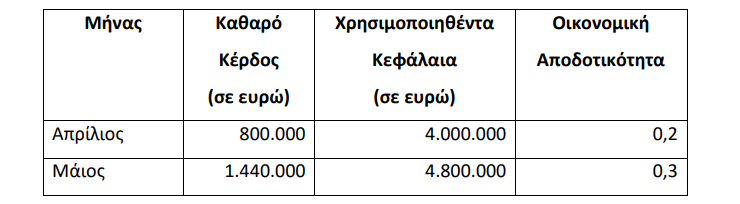 Μήνας Καθαρό Χρησιμοποιηθέντα Οικονομική
Κέρδος Κεφάλαια Αποδοτικότητα
(σε ευρώ) (σε ευρώ)
Απρίλιος 800.000 4.000.000 0,2
Μάιος 1.440.000 4.800.000 0,3